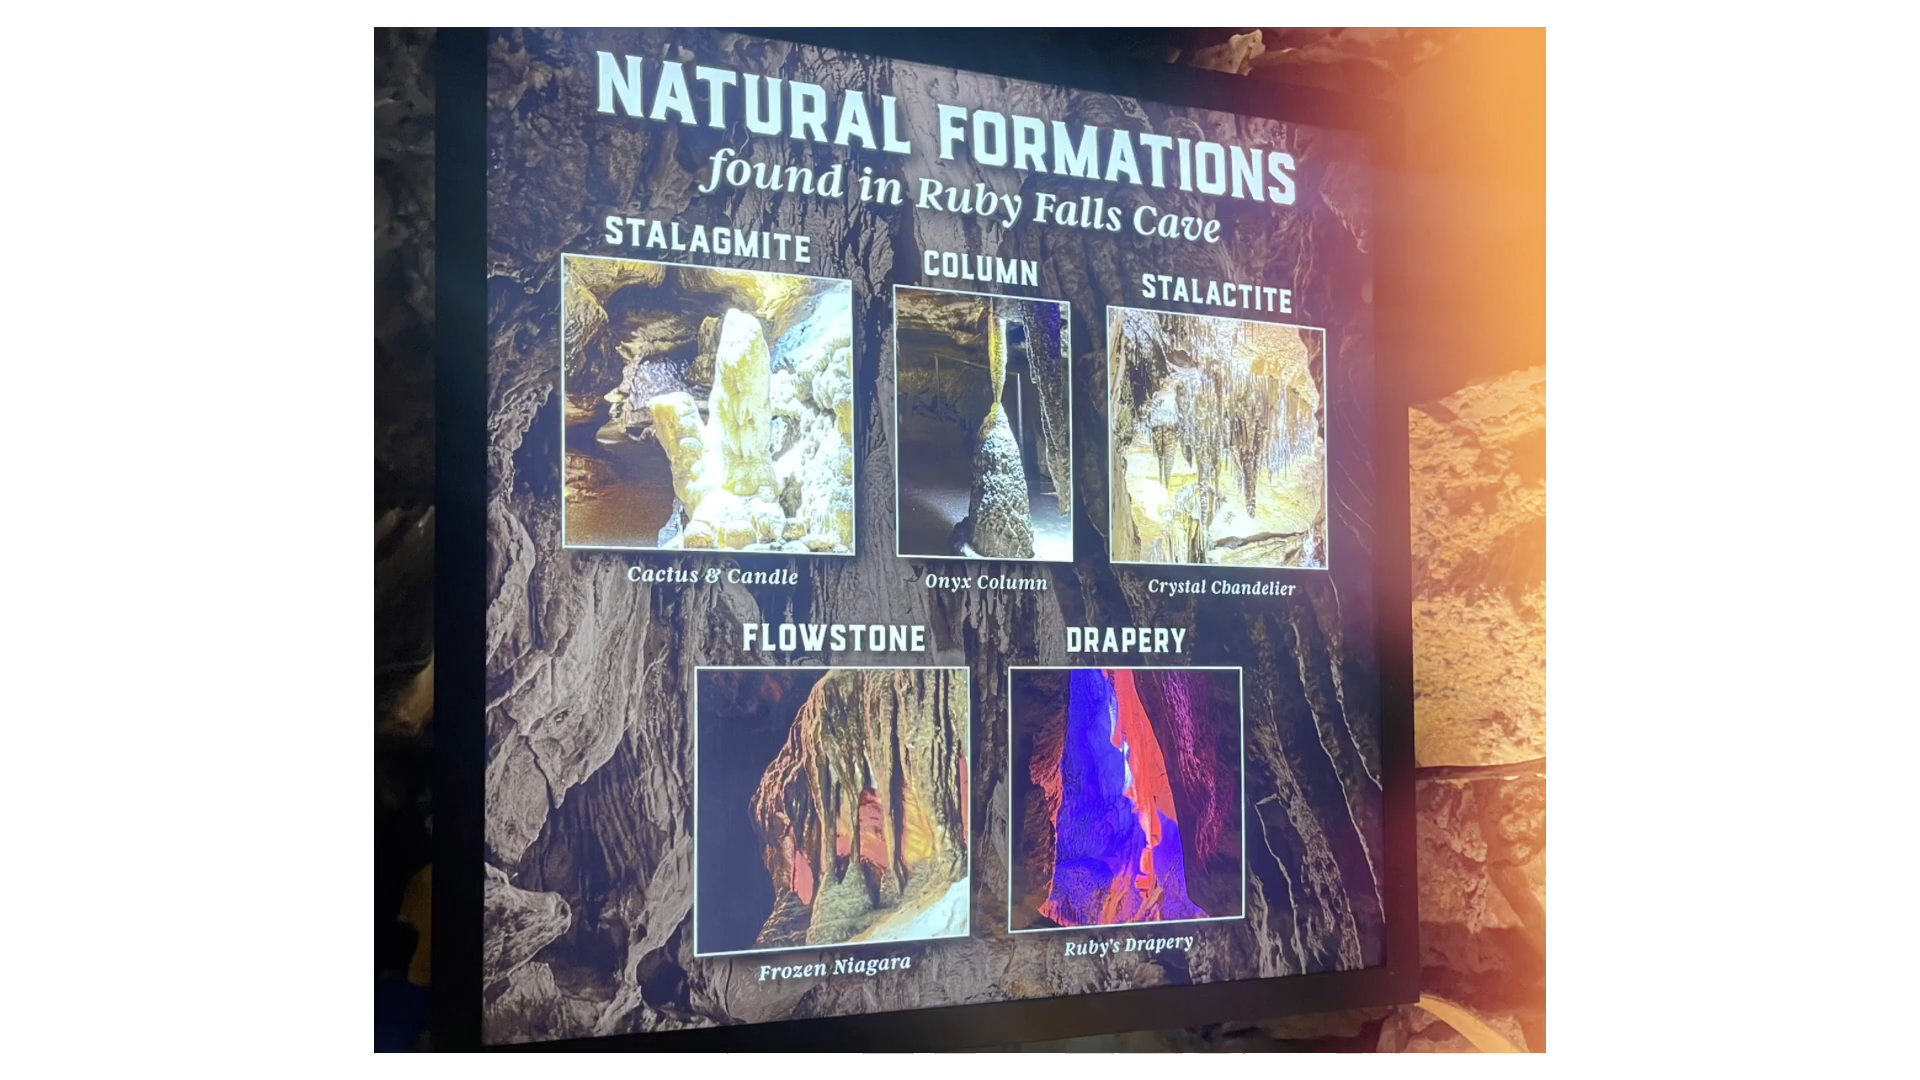 NATURAL FORMATIONS
found in Ruby Falls Cave
STALAGMITE
COLUMN
STALACTITE
Cactus & Candle
Onyx Column
Crystal Chandelier
FLOWSTONE
DRAPERY
Frozen Niagara
Ruby's Drapery